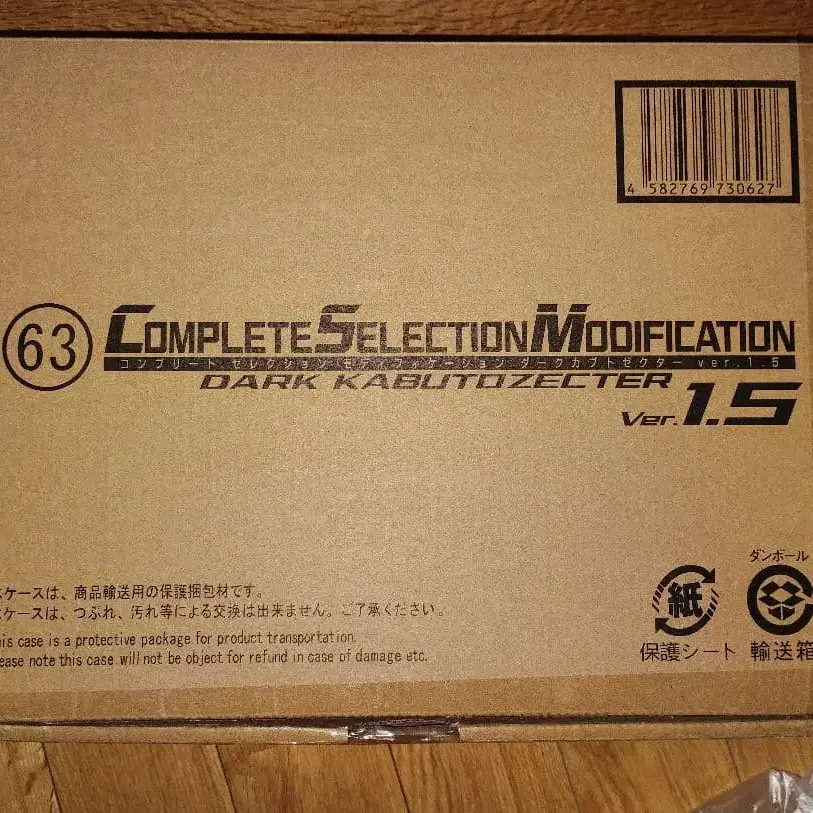 4 582769 730627
63
COMPLETE SELECTION MODIFICATION
コンプリート セレクション モディフィケーション ダークカブトゼクター ver.1.5
DARK KABUTOZECTER
Ver.1.5
ケースは、商品輸送用の保護梱包材です。
ケースは、つぶれ、汚れ等による交換は出来ません。ご了承ください。
his case is a protective package for product transportation.
ease note this case will not be object for refund in case of damage etc.
紙
保護シート
ダンボール
輸送箱